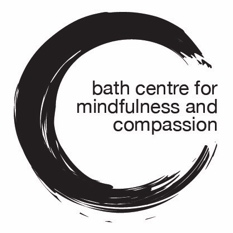 bath centre for
mindfulness and
compassion